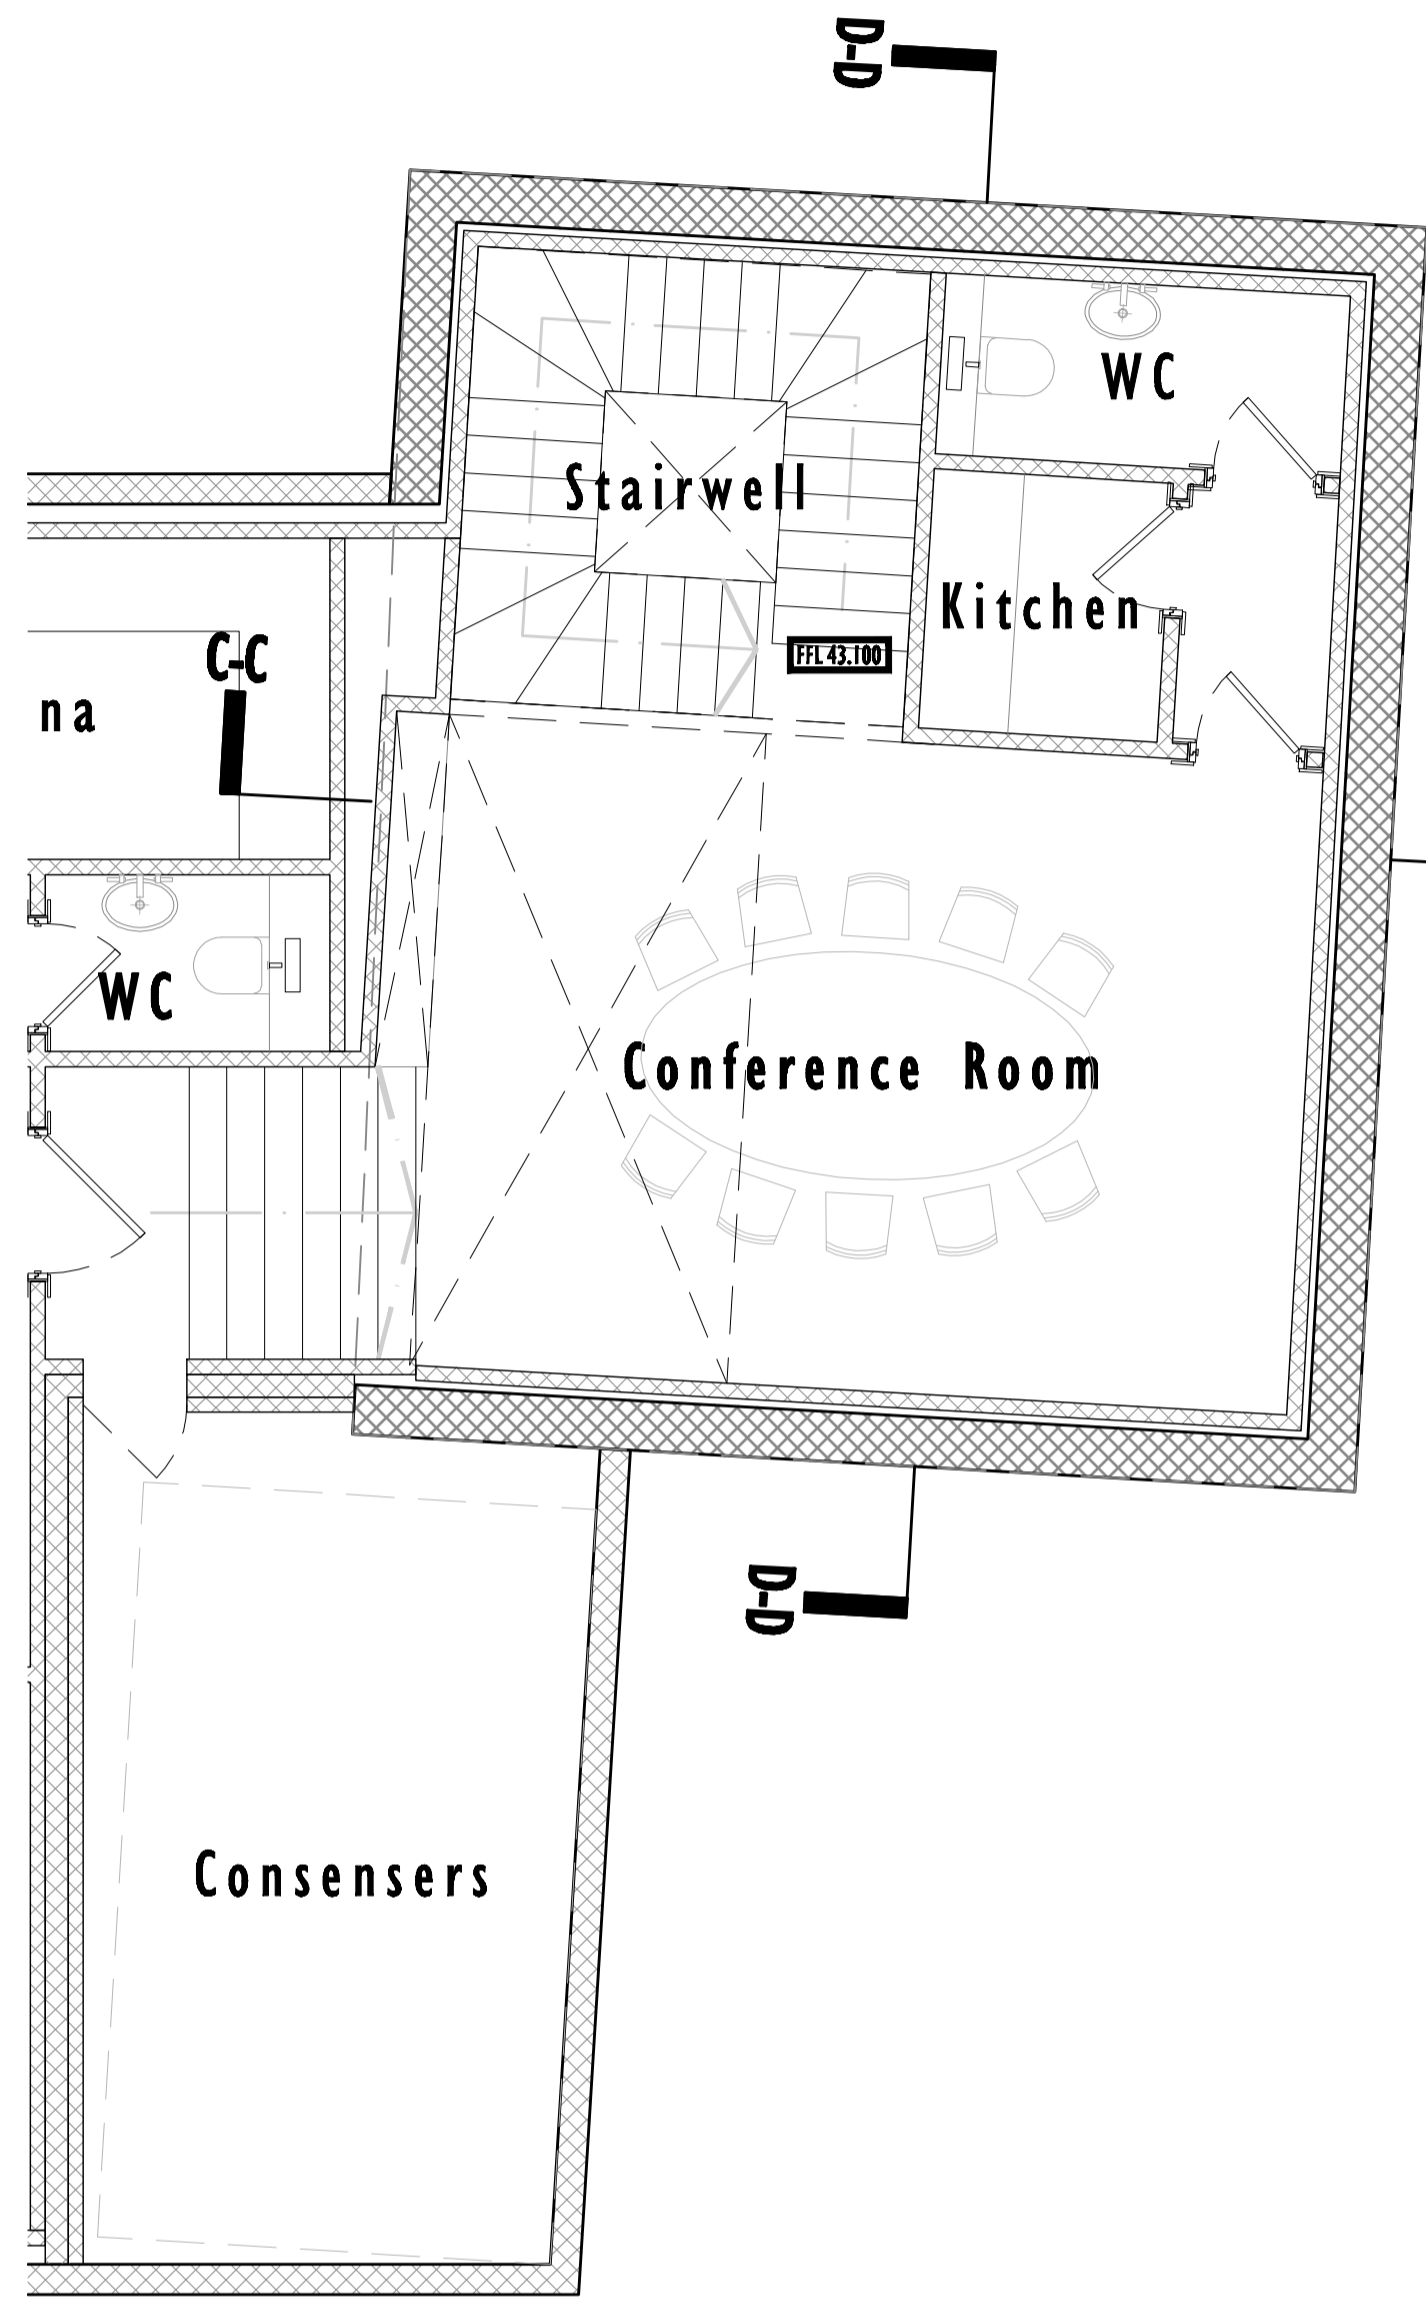 D-D
WC
Stairwell
Kitchen
FFL 43.100
C-C
na
WC
Conference Room
D-D
Consensers